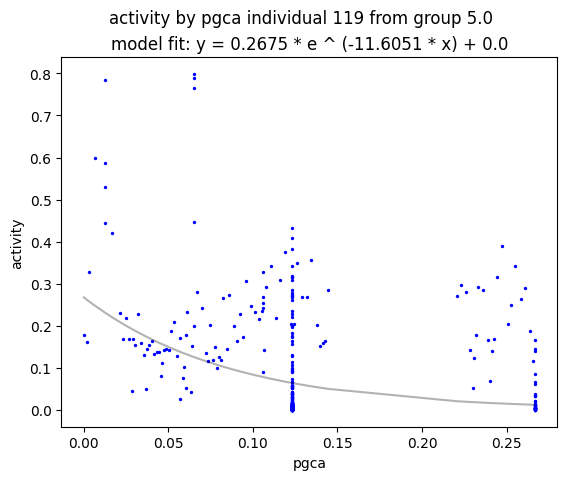 activity by pgca individual 119 from group 5.0
model fit: y = 0.2675 * e ^ (-11.6051 * x) + 0.0
0.8
0.7
0.6
0.5
0.4
0.3
0.2
0.1
0.0
activity
0.00 0.05 0.10 0.15 0.20 0.25
pgca